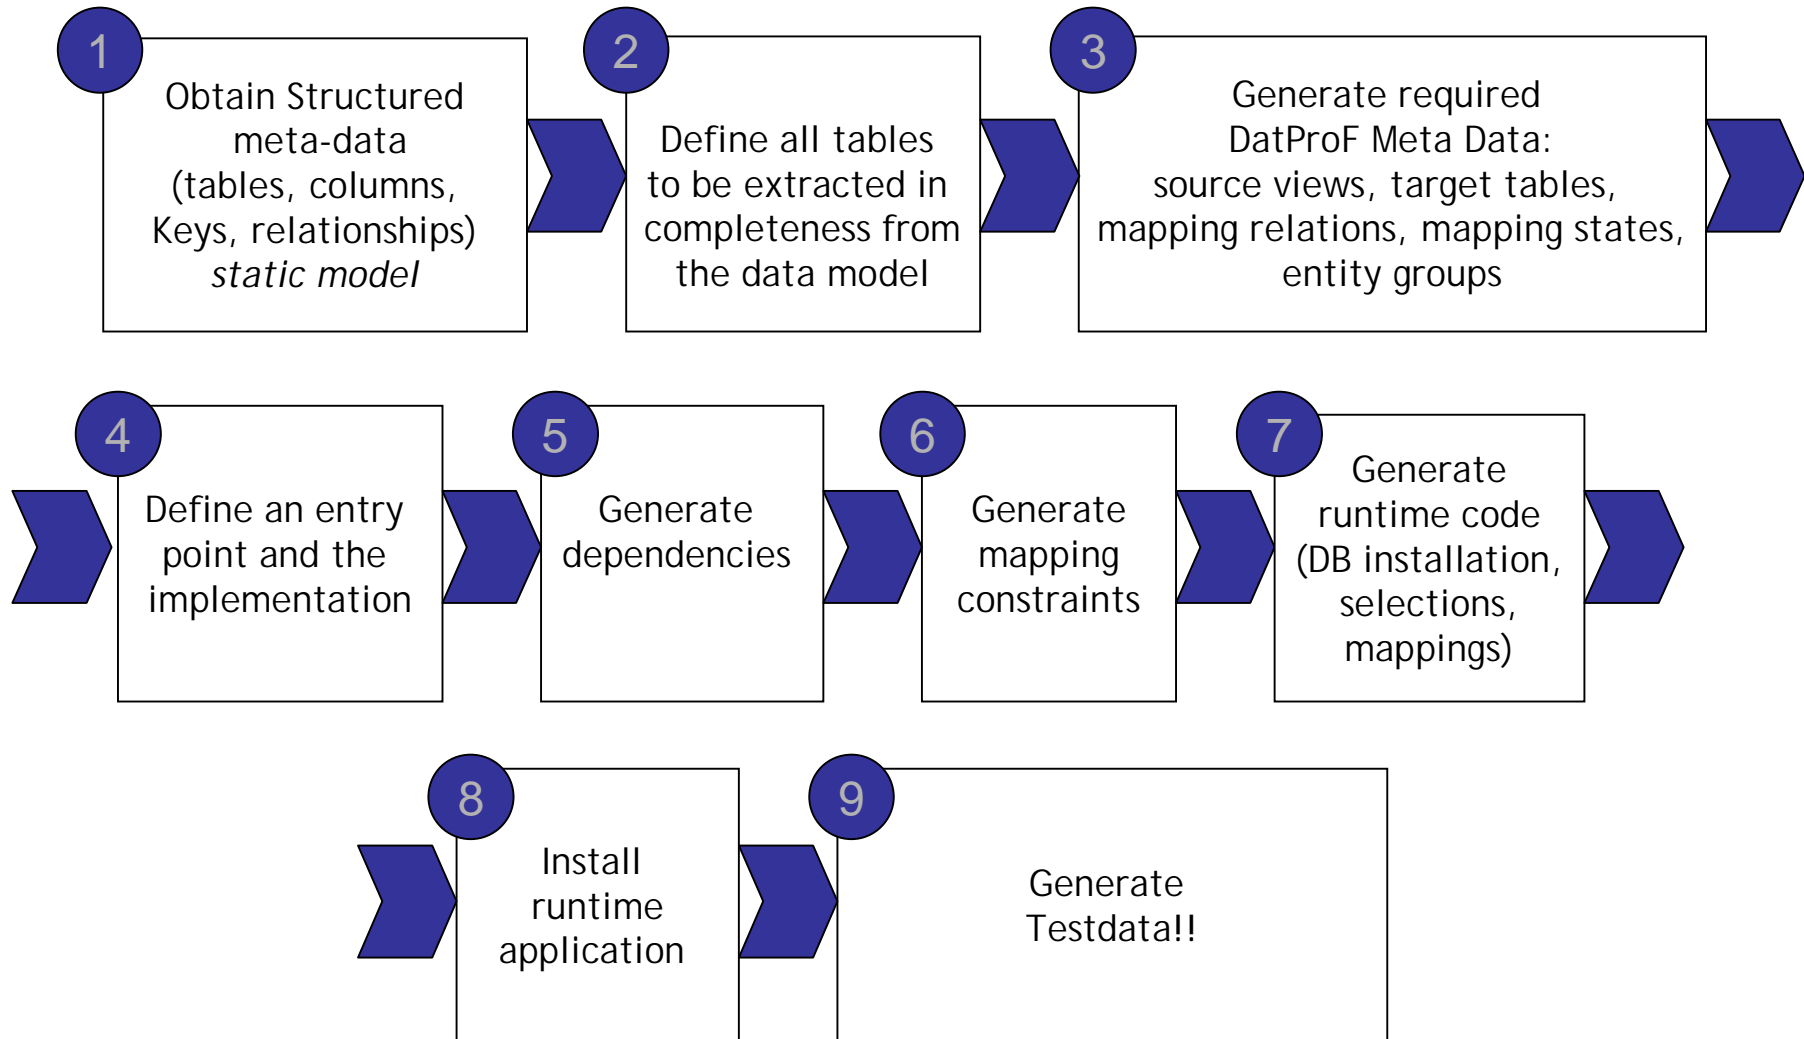 1
Obtain Structured
meta-data
(tables, columns,
Keys, relationships)
static model
2
Define all tables
to be extracted in
completeness from
the data model
3
Generate required
DatProF Meta Data:
source views, target tables,
mapping relations, mapping states,
entity groups
4
Define an entry
point and the
implementation
5
Generate
dependencies
6
Generate
mapping
constraints
7
Generate
runtime code
(DB installation,
selections,
mappings)
8
Install
runtime
application
9
Generate
Testdata!!